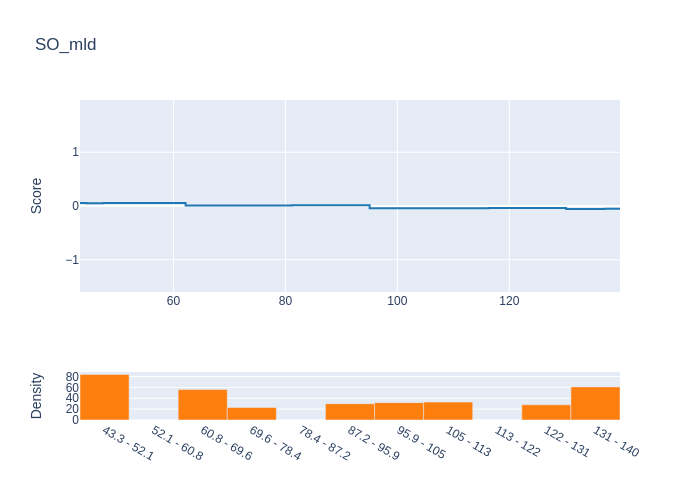 SO_mld
Score
1
0
−1
60 80 100 120
Density
80
60
40
20
0
43.3 - 52.1
52.1 - 60.8
60.8 - 69.6
69.6 - 78.4
78.4 - 87.2
87.2 - 95.9
95.9 - 105
105 - 113
113 - 122
122 - 131
131 - 140